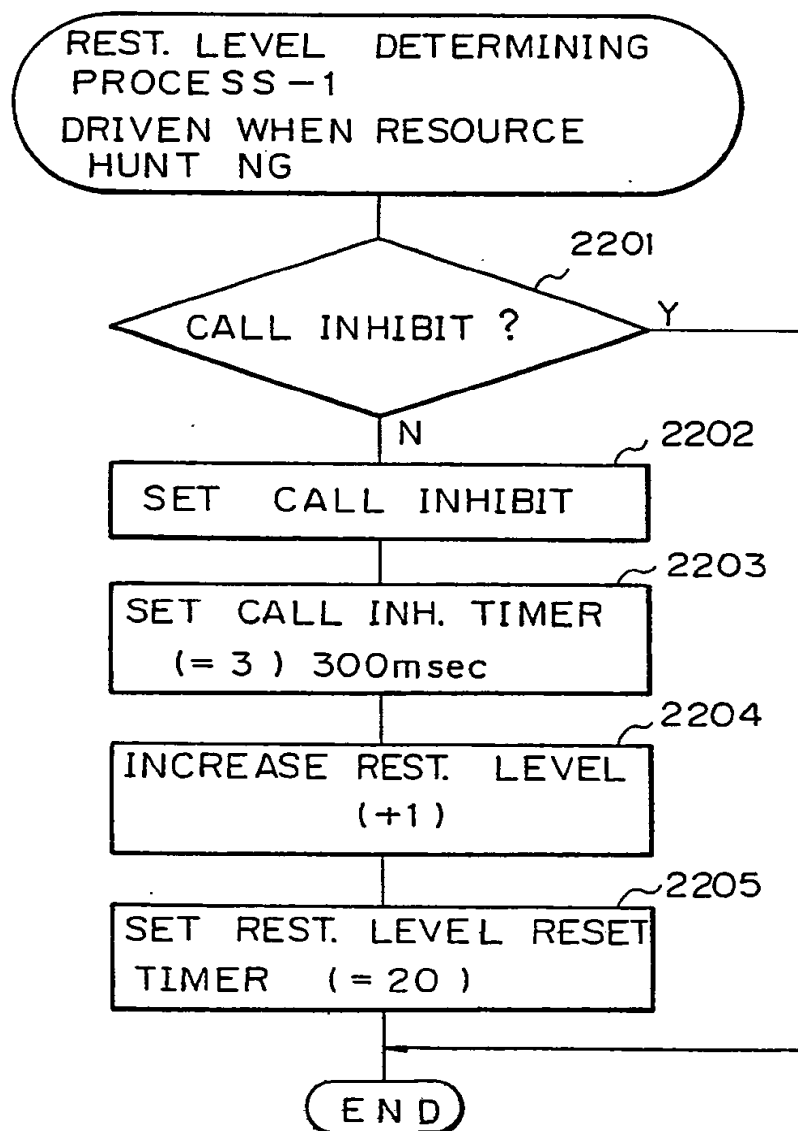 REST. LEVEL DETERMINING
PROCESS-1
DRIVEN WHEN RESOURCE
HUNT NG
2201
CALL INHIBIT ?
Y
N
2202
SET CALL INHIBIT
2203
SET CALL INH. TIMER
(= 3 ) 300msec
2204
INCREASE REST. LEVEL
(+1)
2205
SET REST. LEVEL RESET
TIMER (= 20 )
END